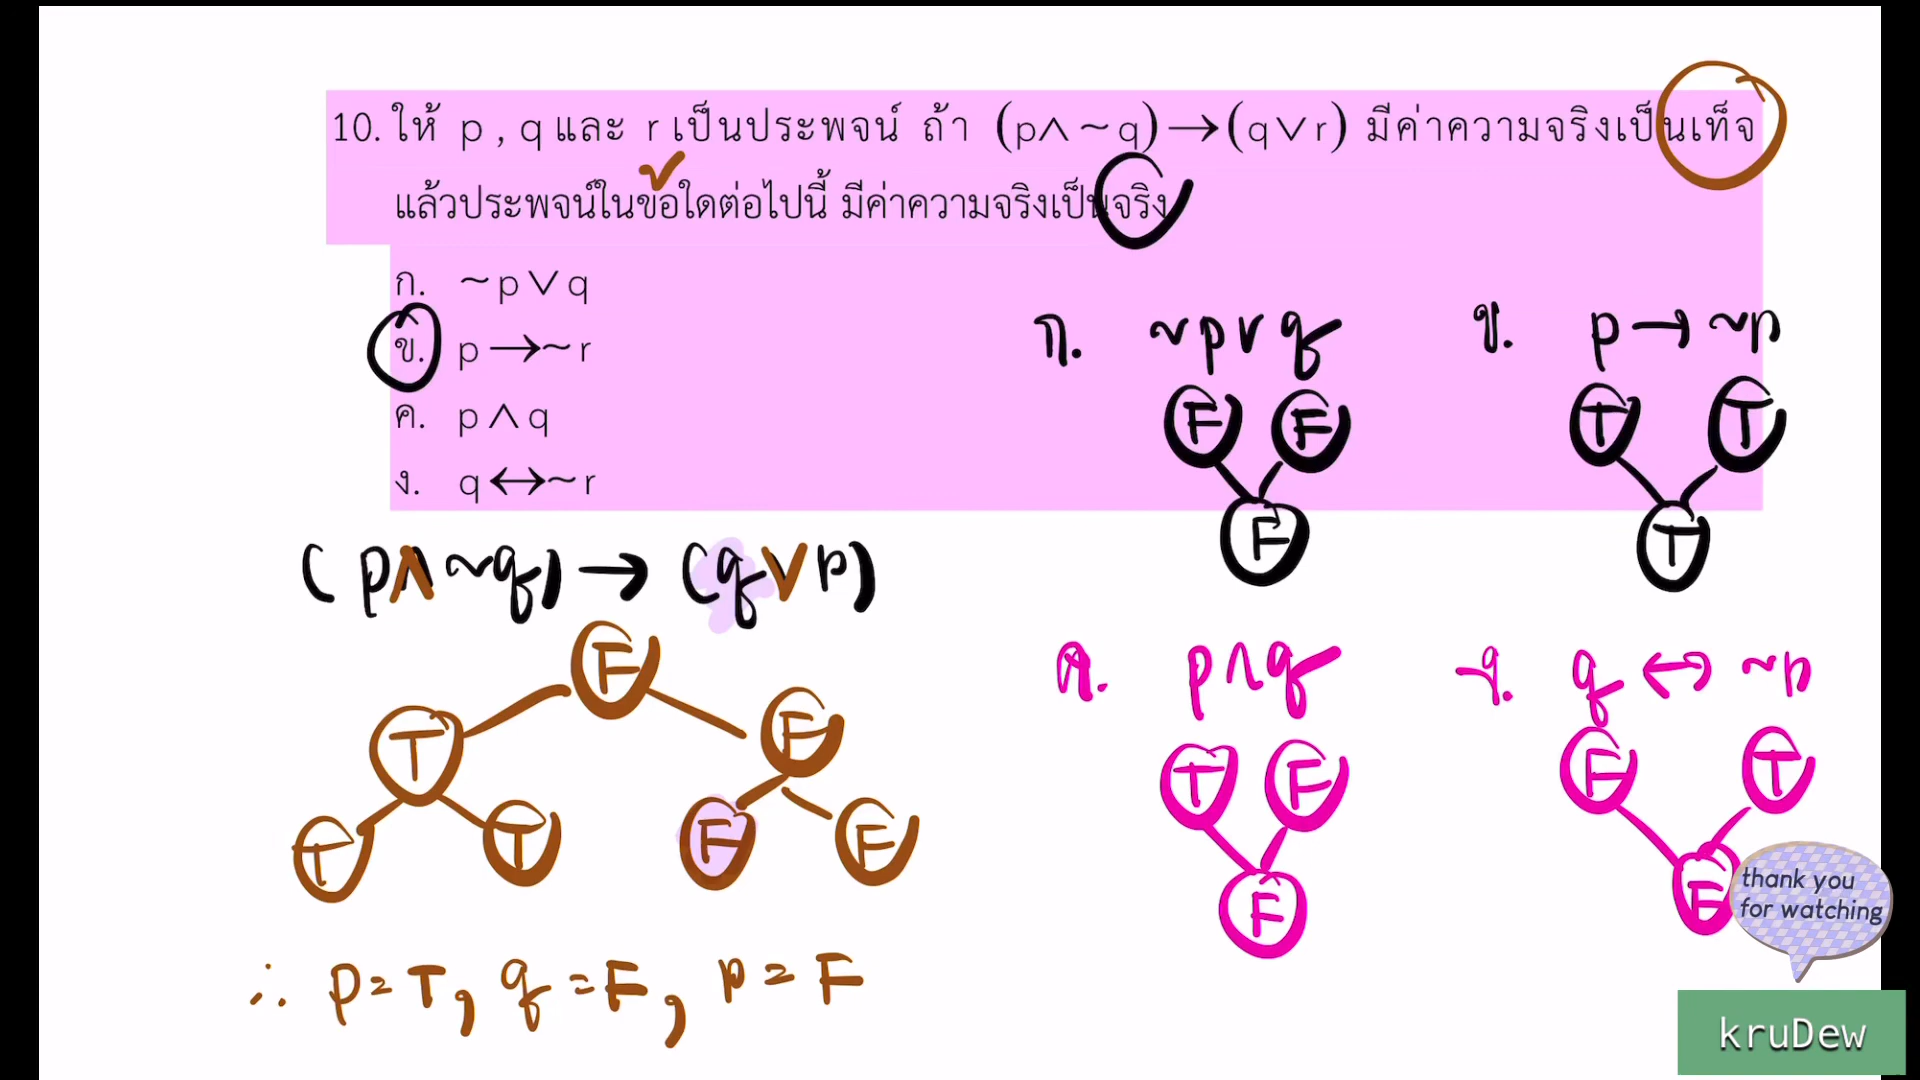 10. ให้ p , q และ r เป็นประพจน์ ถ้า (p∧~q)→(q∨r) มีค่าความจริงเป็นเท็จ
แล้วประพจน์ในข้อใดต่อไปนี้ มีค่าความจริงเป็นจริง
ก. ~p∨q
ข. p→~r
ค. p∧q
ง. q↔~r
ก. ~p∨q
F F
F
ข. p→~r
T T
T
(p∧~q)→(q∨r)
F
T F
T T F F
∴ p=T, q=F, r=F
ค. p∧q
T F
F
ง. q↔~r
F T
F
thank you
for watching
kruDew